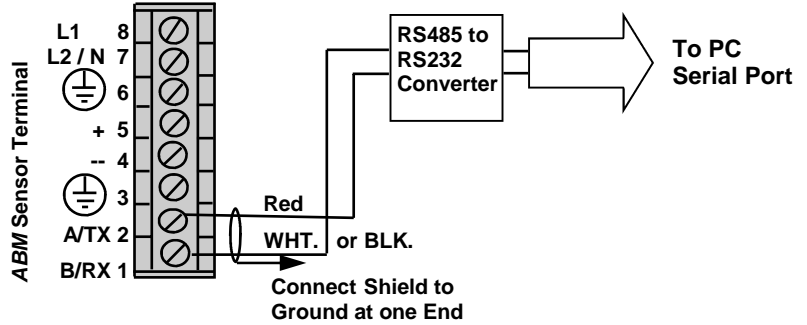 ABM Sensor Terminal
L1 8
L2 / N 7
6
+ 5
-- 4
3
A/TX 2
B/RX 1
Red
WHT. or BLK.
Connect Shield to
Ground at one End
RS485 to
RS232
Converter
To PC
Serial Port